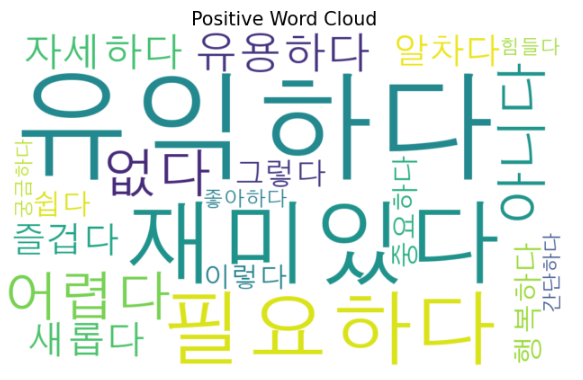 Positive Word Cloud
자세하다
유용하다
알차다
힘들다
유익하다
아니다
없다
그렇다
궁금하다
쉽다
좋아하다
중요하다
재미있다
즐겁다
이렇다
어렵다
필요하다
행복하다
간단하다
새롭다